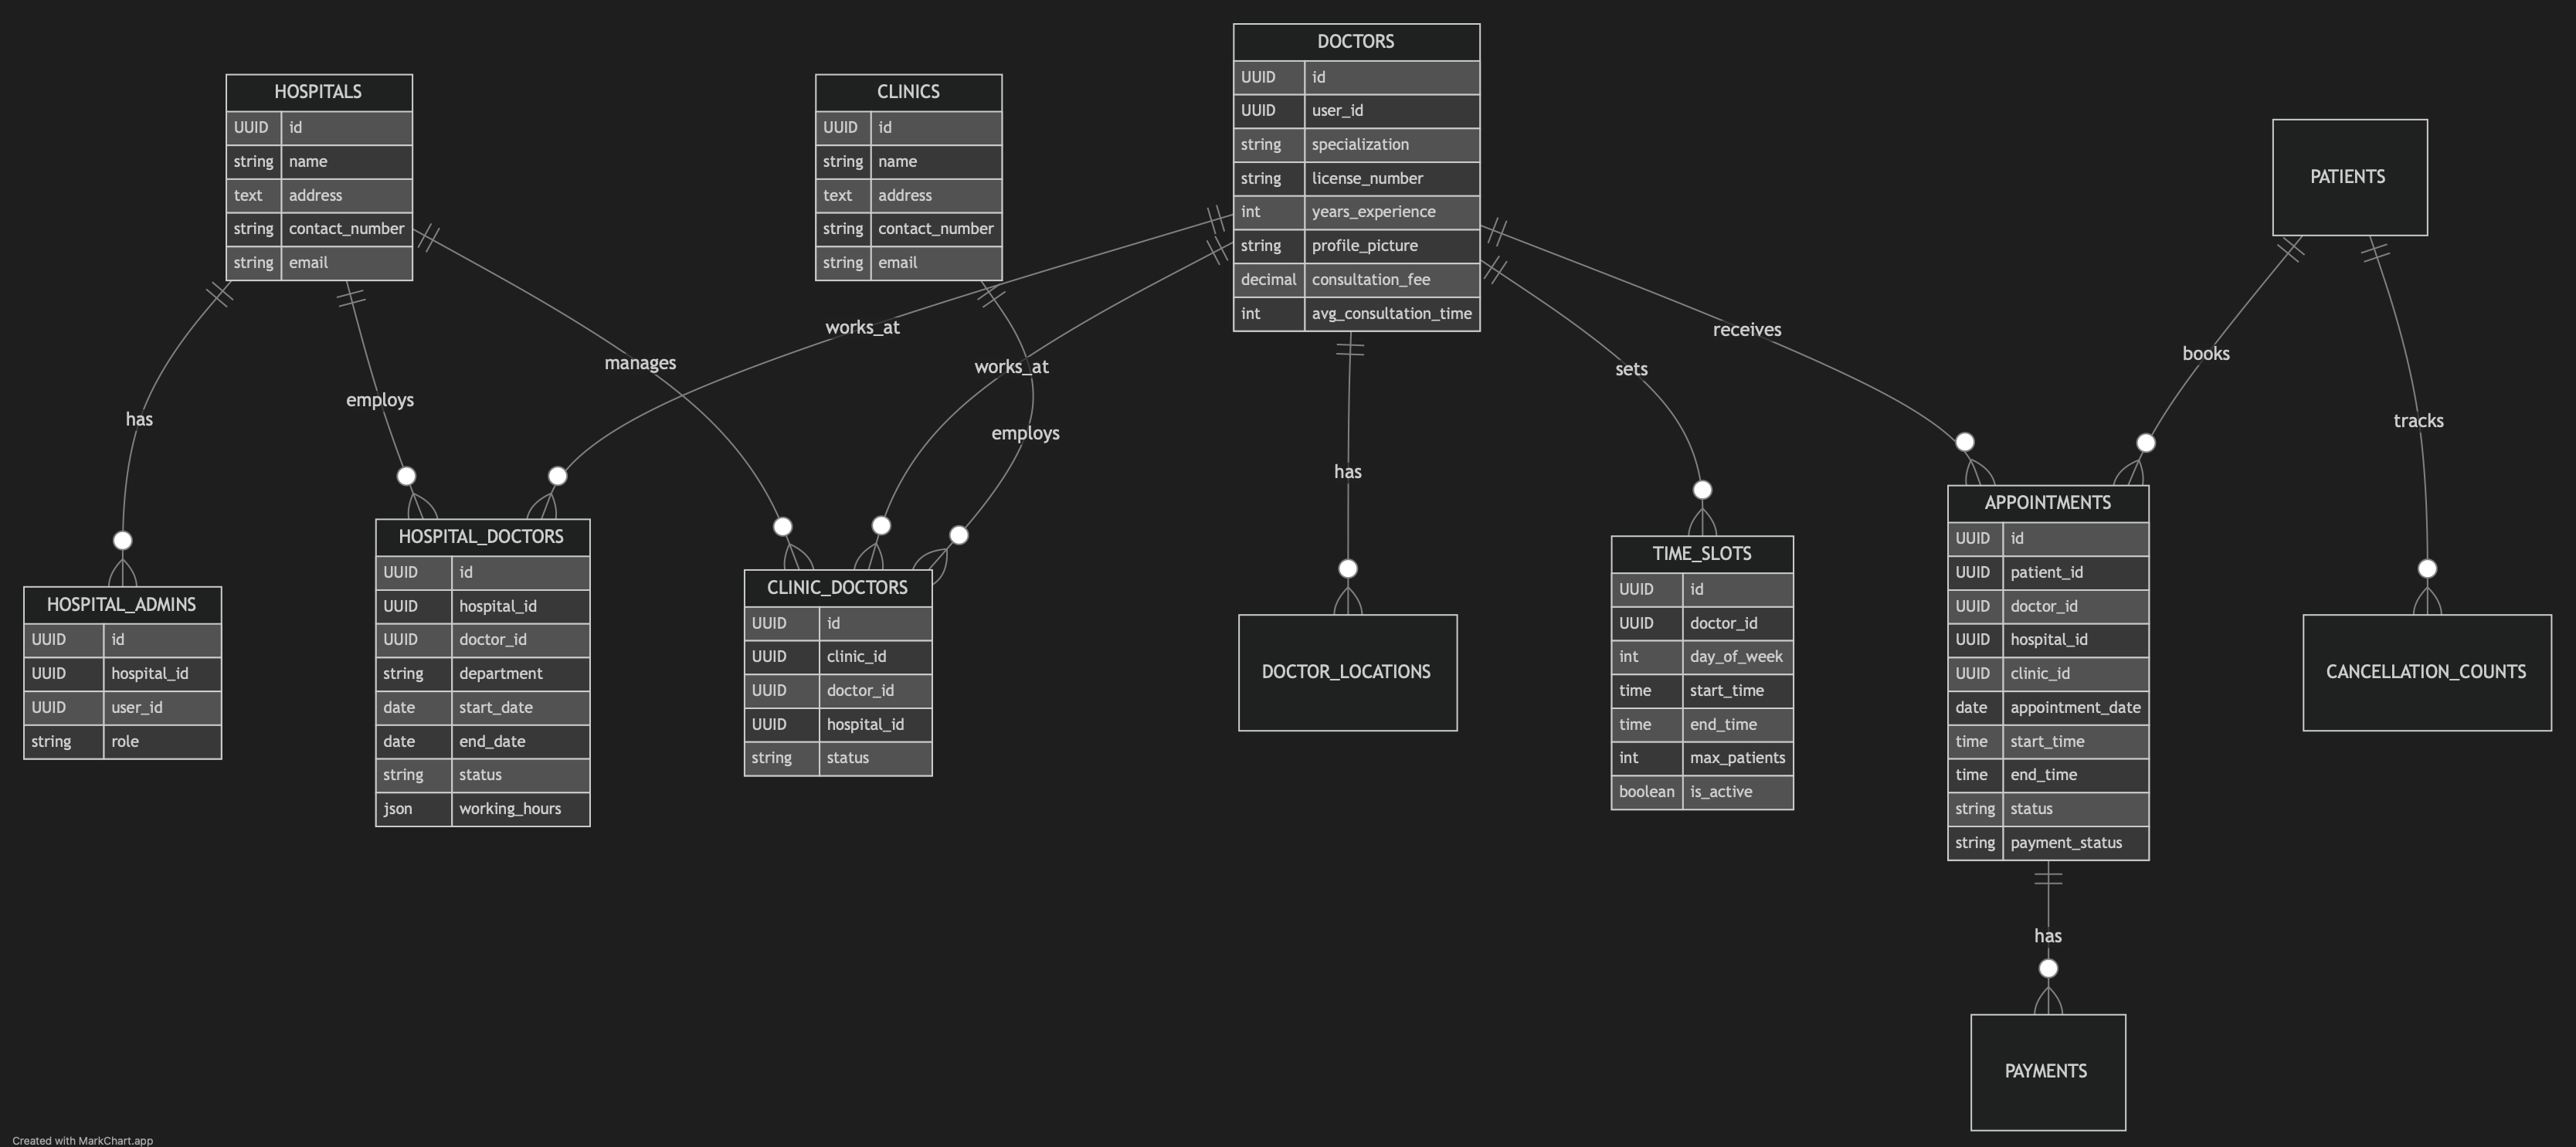 DOCTORS
UUID id
UUID user_id
string specialization
string license_number
int years_experience
string profile_picture
decimal consultation_fee
int avg_consultation_time
HOSPITALS
UUID id
string name
text address
string contact_number
string email
CLINICS
UUID id
string name
text address
string contact_number
string email
PATIENTS
works_at
manages
works_at
employs
has
employs
has
sets
receives
books
tracks
HOSPITAL_ADMINS
UUID id
UUID hospital_id
UUID user_id
string role
HOSPITAL_DOCTORS
UUID id
UUID hospital_id
UUID doctor_id
string department
date start_date
date end_date
string status
json working_hours
CLINIC_DOCTORS
UUID id
UUID clinic_id
UUID doctor_id
UUID hospital_id
string status
DOCTOR_LOCATIONS
TIME_SLOTS
UUID id
UUID doctor_id
int day_of_week
time start_time
time end_time
int max_patients
boolean is_active
APPOINTMENTS
UUID id
UUID patient_id
UUID doctor_id
UUID hospital_id
UUID clinic_id
date appointment_date
time start_time
time end_time
string status
string payment_status
CANCELLATION_COUNTS
has
PAYMENTS
Created with MarkChart.app